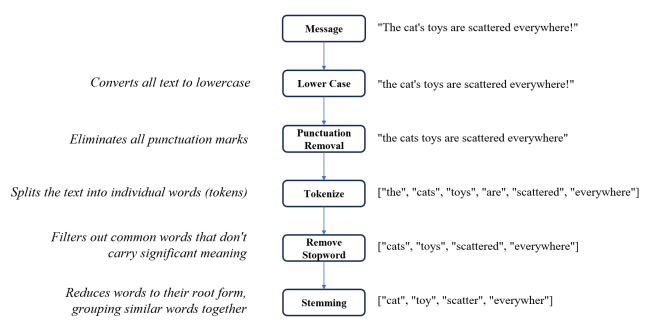 Message
"The cat's toys are scattered everywhere!"
Converts all text to lowercase
Lower Case
"the cat's toys are scattered everywhere!"
Eliminates all punctuation marks
Punctuation
Removal
"the cats toys are scattered everywhere"
Splits the text into individual words (tokens)
Tokenize
["the", "cats", "toys", "are", "scattered", "everywhere"]
Filters out common words that don't
carry significant meaning
Remove
Stopword
["cats", "toys", "scattered", "everywhere"]
Reduces words to their root form,
grouping similar words together
Stemming
["cat", "toy", "scatter", "everywher"]